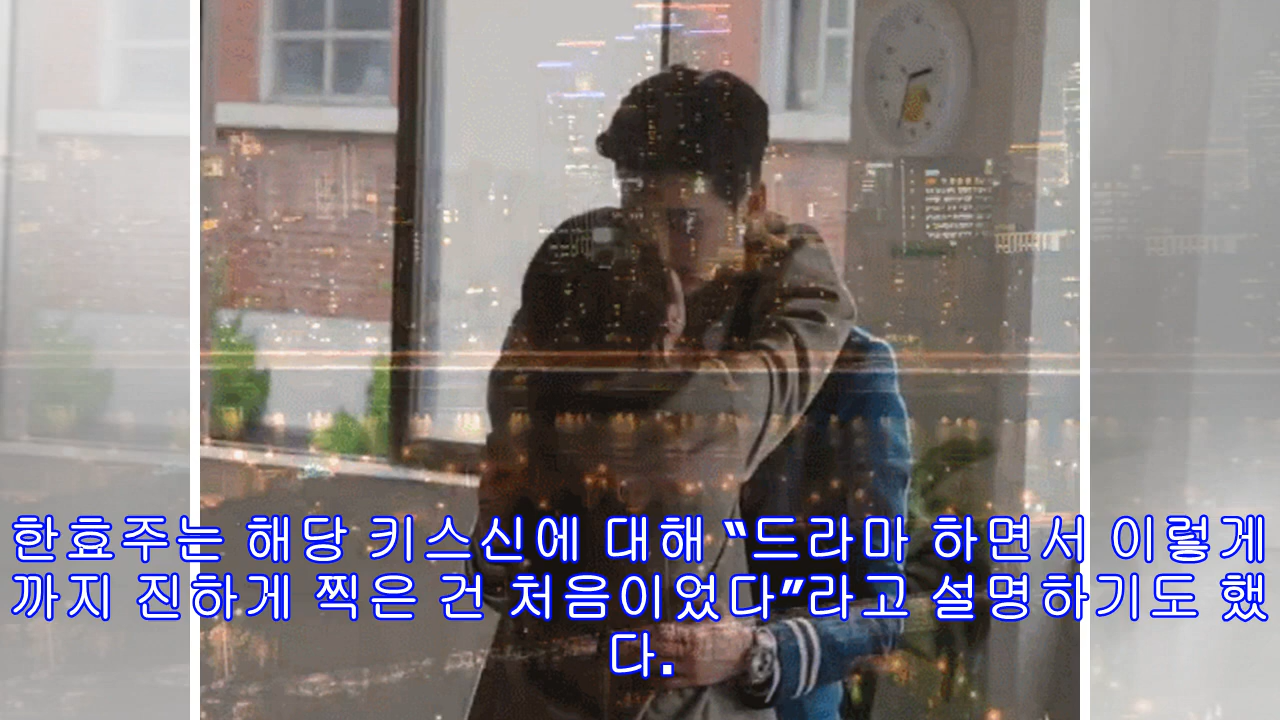 한효주는 해당 키스신에 대해 “드라마 하면서 이렇게
까지 진하게 찍은 건 처음이었다”라고 설명하기도 했
다.